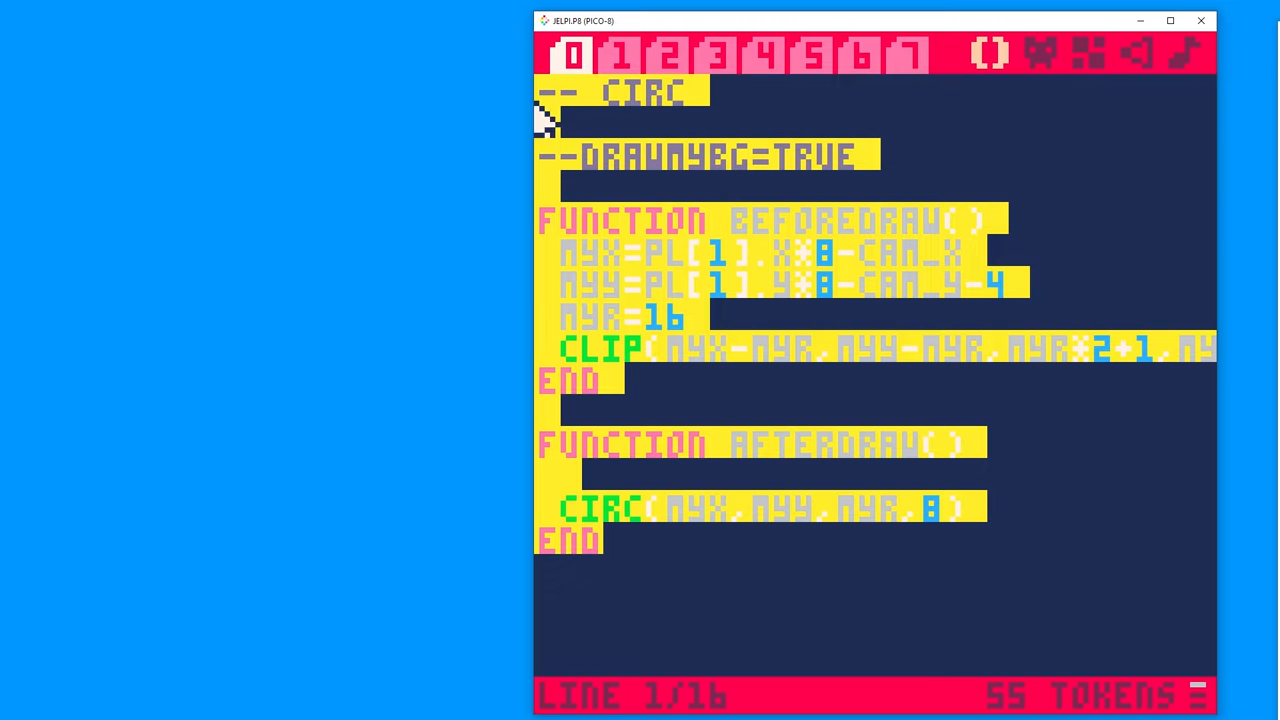 JELPI.P8 (PICO-8)
0 1 2 3 4 5 6 7
-- CIRC
--DRAWMYBG=TRUE
FUNCTION BEFOREDRAW()
MYX=PL[1].X*8-CAM_X
MYY=PL[1].Y*8-CAM_Y-4
MYR=16
CLIP(MYX-MYR,MYY-MYR,MYR*2+1,MY
END
FUNCTION AFTERDRAW()
CIRC(MYX,MYY,MYR,8)
END
LINE 1/16
55 TOKENS